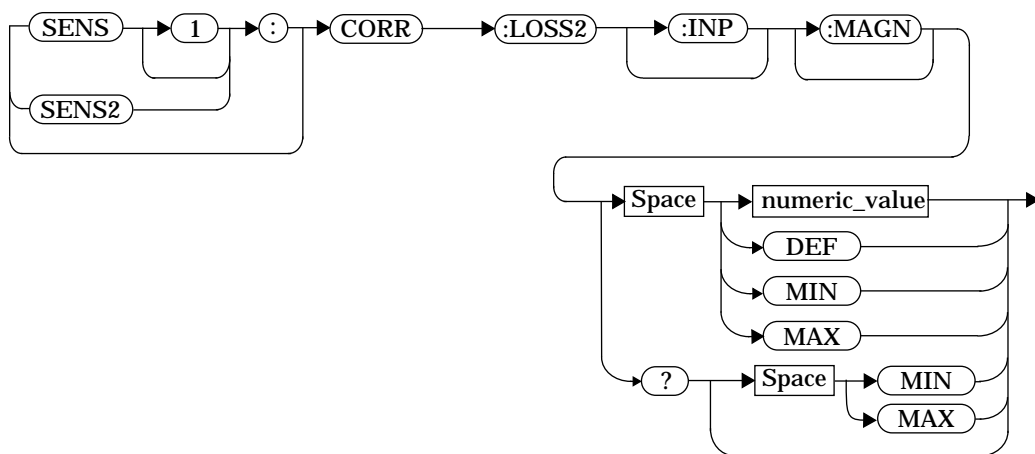 SENS 1 : CORR :LOSS2 :INP :MAGN
SENS2
Space numeric_value
DEF
MIN
MAX
? Space MIN
MAX